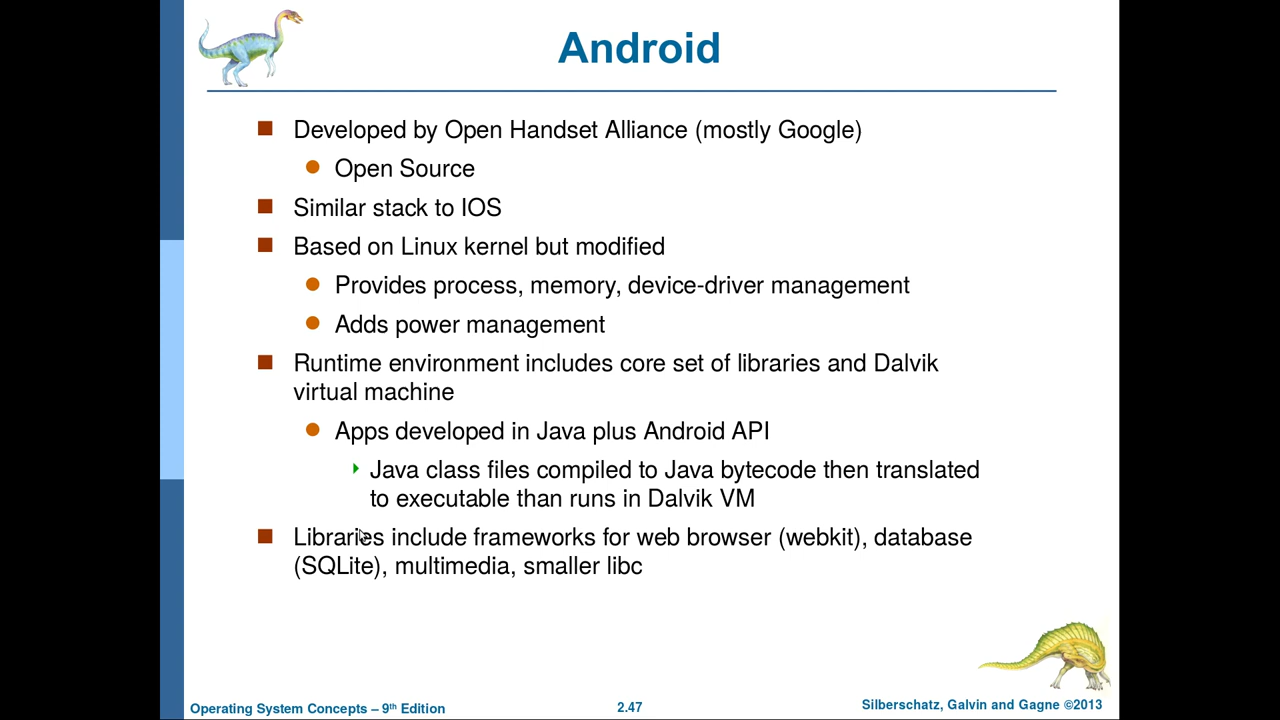 Android
Developed by Open Handset Alliance (mostly Google)
Open Source
Similar stack to IOS
Based on Linux kernel but modified
Provides process, memory, device-driver management
Adds power management
Runtime environment includes core set of libraries and Dalvik
virtual machine
Apps developed in Java plus Android API
Java class files compiled to Java bytecode then translated
to executable than runs in Dalvik VM
Libraries include frameworks for web browser (webkit), database
(SQLite), multimedia, smaller libc
Operating System Concepts – 9th Edition
2.47
Silberschatz, Galvin and Gagne ©2013